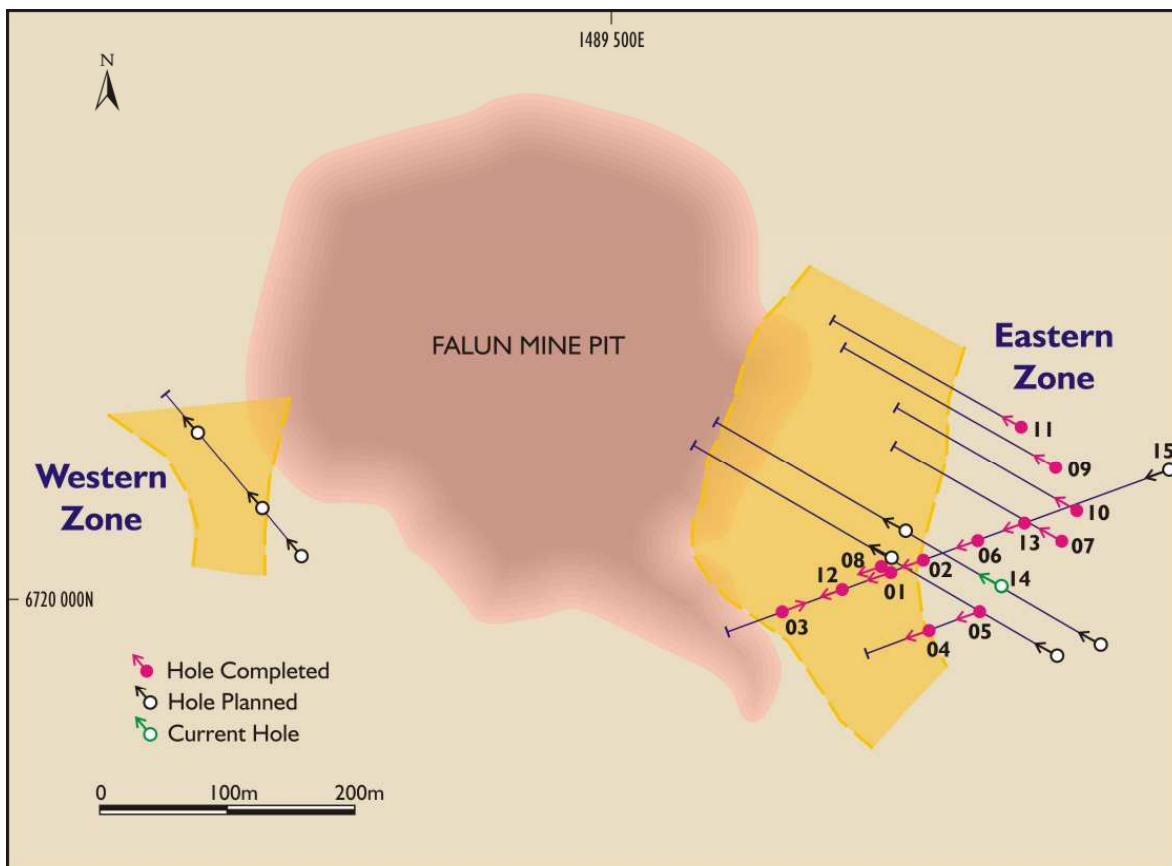 1489 500E
N
FALUN MINE PIT
Eastern
Zone
11
15
09
Western
Zone
10
13
07
06
02
08
14
01
12
6720 000N
03
05
04
Hole Completed
Hole Planned
Current Hole
0 100m 200m